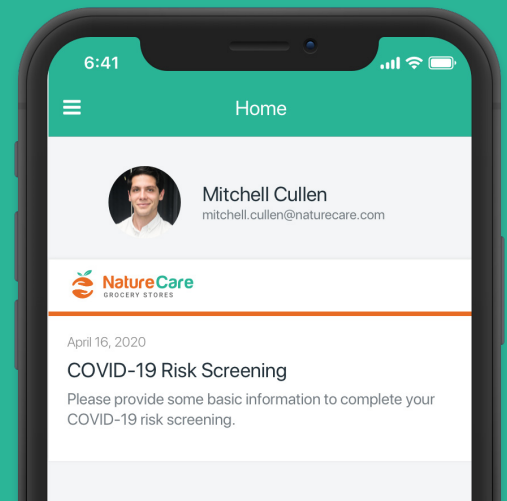 6:41
Home
Mitchell Cullen
mitchell.cullen@naturecare.com
NatureCare
GROCERY STORES
April 16, 2020
COVID-19 Risk Screening
Please provide some basic information to complete your
COVID-19 risk screening.